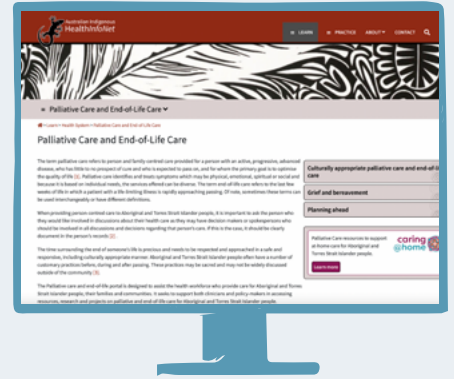 Australian Indigenous
HealthInfoNet
LEARN
PRACTICE
ABOUT
CONTACT
Palliative Care and End-of-Life Care
Learn > Health System > Palliative Care and End of Life Care
Palliative Care and End-of-Life Care
The term palliative care refers to person and family-centred care provided for a person with an active, progressive, advanced
disease, who has little to no prospect of cure and who is expected to pass on, and for whom the primary goal is to optimise
the quality of life [1]. Palliative care identifies and treats symptoms which may be physical, emotional, spiritual or social and
because it is based on individual needs, the services offered can be diverse. The term end of life care refers to the last few
weeks of life in which a patient with a life-limiting illness is rapidly approaching passing. Of note, sometimes these terms can
be used interchangeably or have different definitions.
When providing person-centred care to Aboriginal and Torres Strait Islander people, it is important to ask the person who
they would like involved in discussions about their health care as they may have decision makers or spokespersons who
should be involved in all discussions and decisions regarding that person's care. If this is the case, it should be clearly
document in the person's records [2].
The time surrounding the end of someone's life is precious and needs to be respected and approached in a safe and
responsive, including culturally appropriate manner. Aboriginal and Torres Strait Islander people often have a number of
customary practices before, during and after passing. These practices may be sacred and may not be widely discussed
outside of the community [3].
The Palliative care and end-of-life portal is designed to assist the health workforce who provide care for Aboriginal and Torres
Strait Islander people, their families and communities. It seeks to support both clinicians and policy-makers in accessing
resources, research and projects on palliative and end-of-life care for Aboriginal and Torres Strait Islander people.
Culturally appropriate palliative care and end-of-li
care
Grief and bereavement
Planning ahead
Palliative Care resources to support
at-home care for Aboriginal and
Torres Strait Islander people.
Learn more
caring
@home